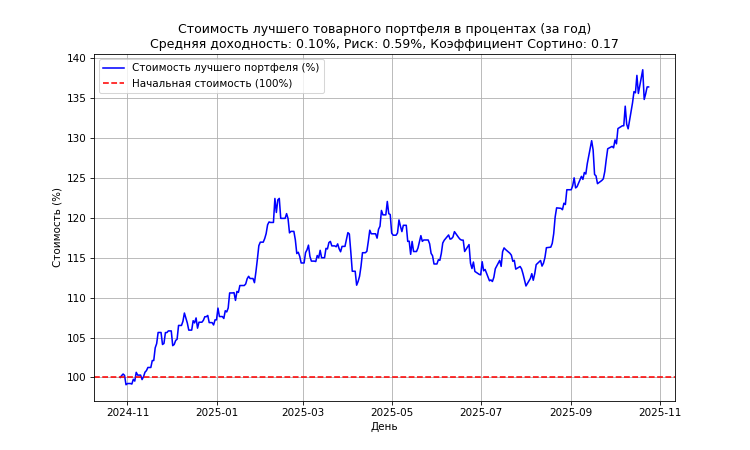 Стоимость лучшего товарного портфеля в процентах (за год)
Средняя доходность: 0.10%, Риск: 0.59%, Коэффициент Сортино: 0.17
Стоимость лучшего портфеля (%)
Начальная стоимость (100%)
Стоимость (%)
140
135
130
125
120
115
110
105
100
2024-11
2025-01
2025-03
2025-05
2025-07
2025-09
2025-11
День